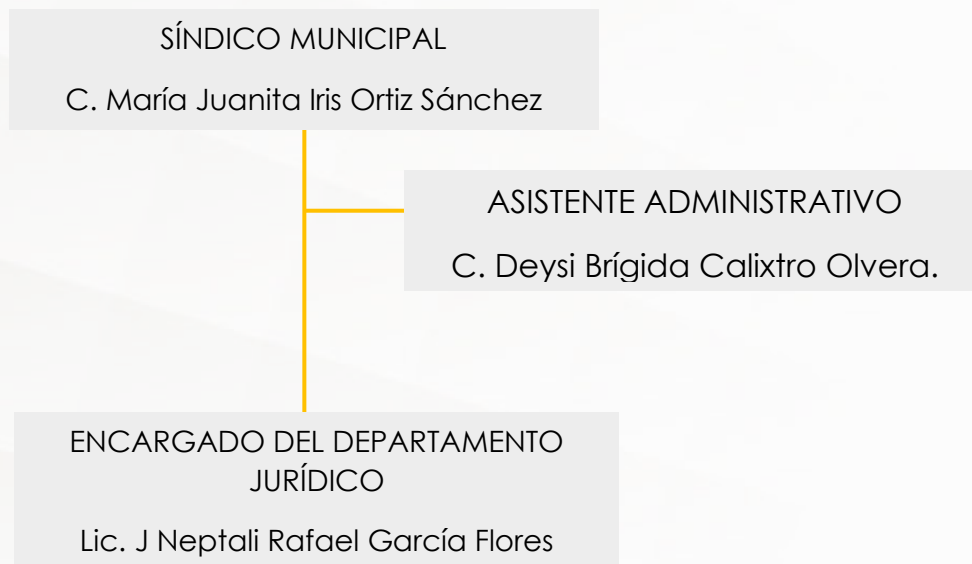 SÍNDICO MUNICIPAL
C. María Juanita Iris Ortiz Sánchez
ASISTENTE ADMINISTRATIVO
C. Deysi Brígida Calixtro Olvera.
ENCARGADO DEL DEPARTAMENTO
JURÍDICO
Lic. J Neptali Rafael García Flores